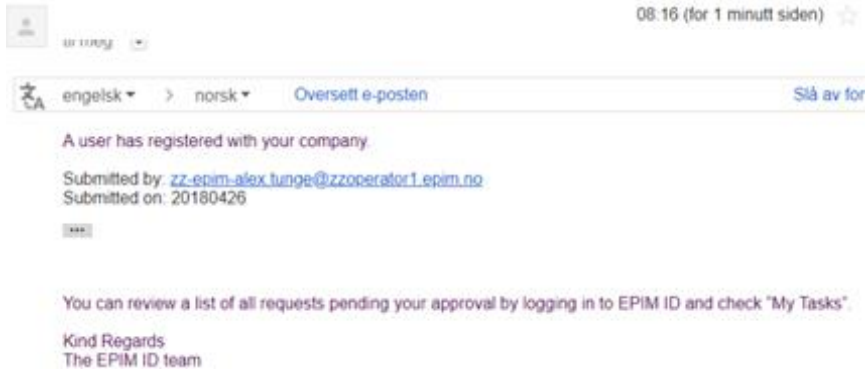 08:16 (for 1 minutt siden)
engelsk > norsk Oversett e-posten Slå av for
A user has registered with your company.
Submitted by: zz-epim-alex.tunge@zzoperator1.epim.no
Submitted on: 20180426
...
You can review a list of all requests pending your approval by logging in to EPIM ID and check "My Tasks".
Kind Regards
The EPIM ID team